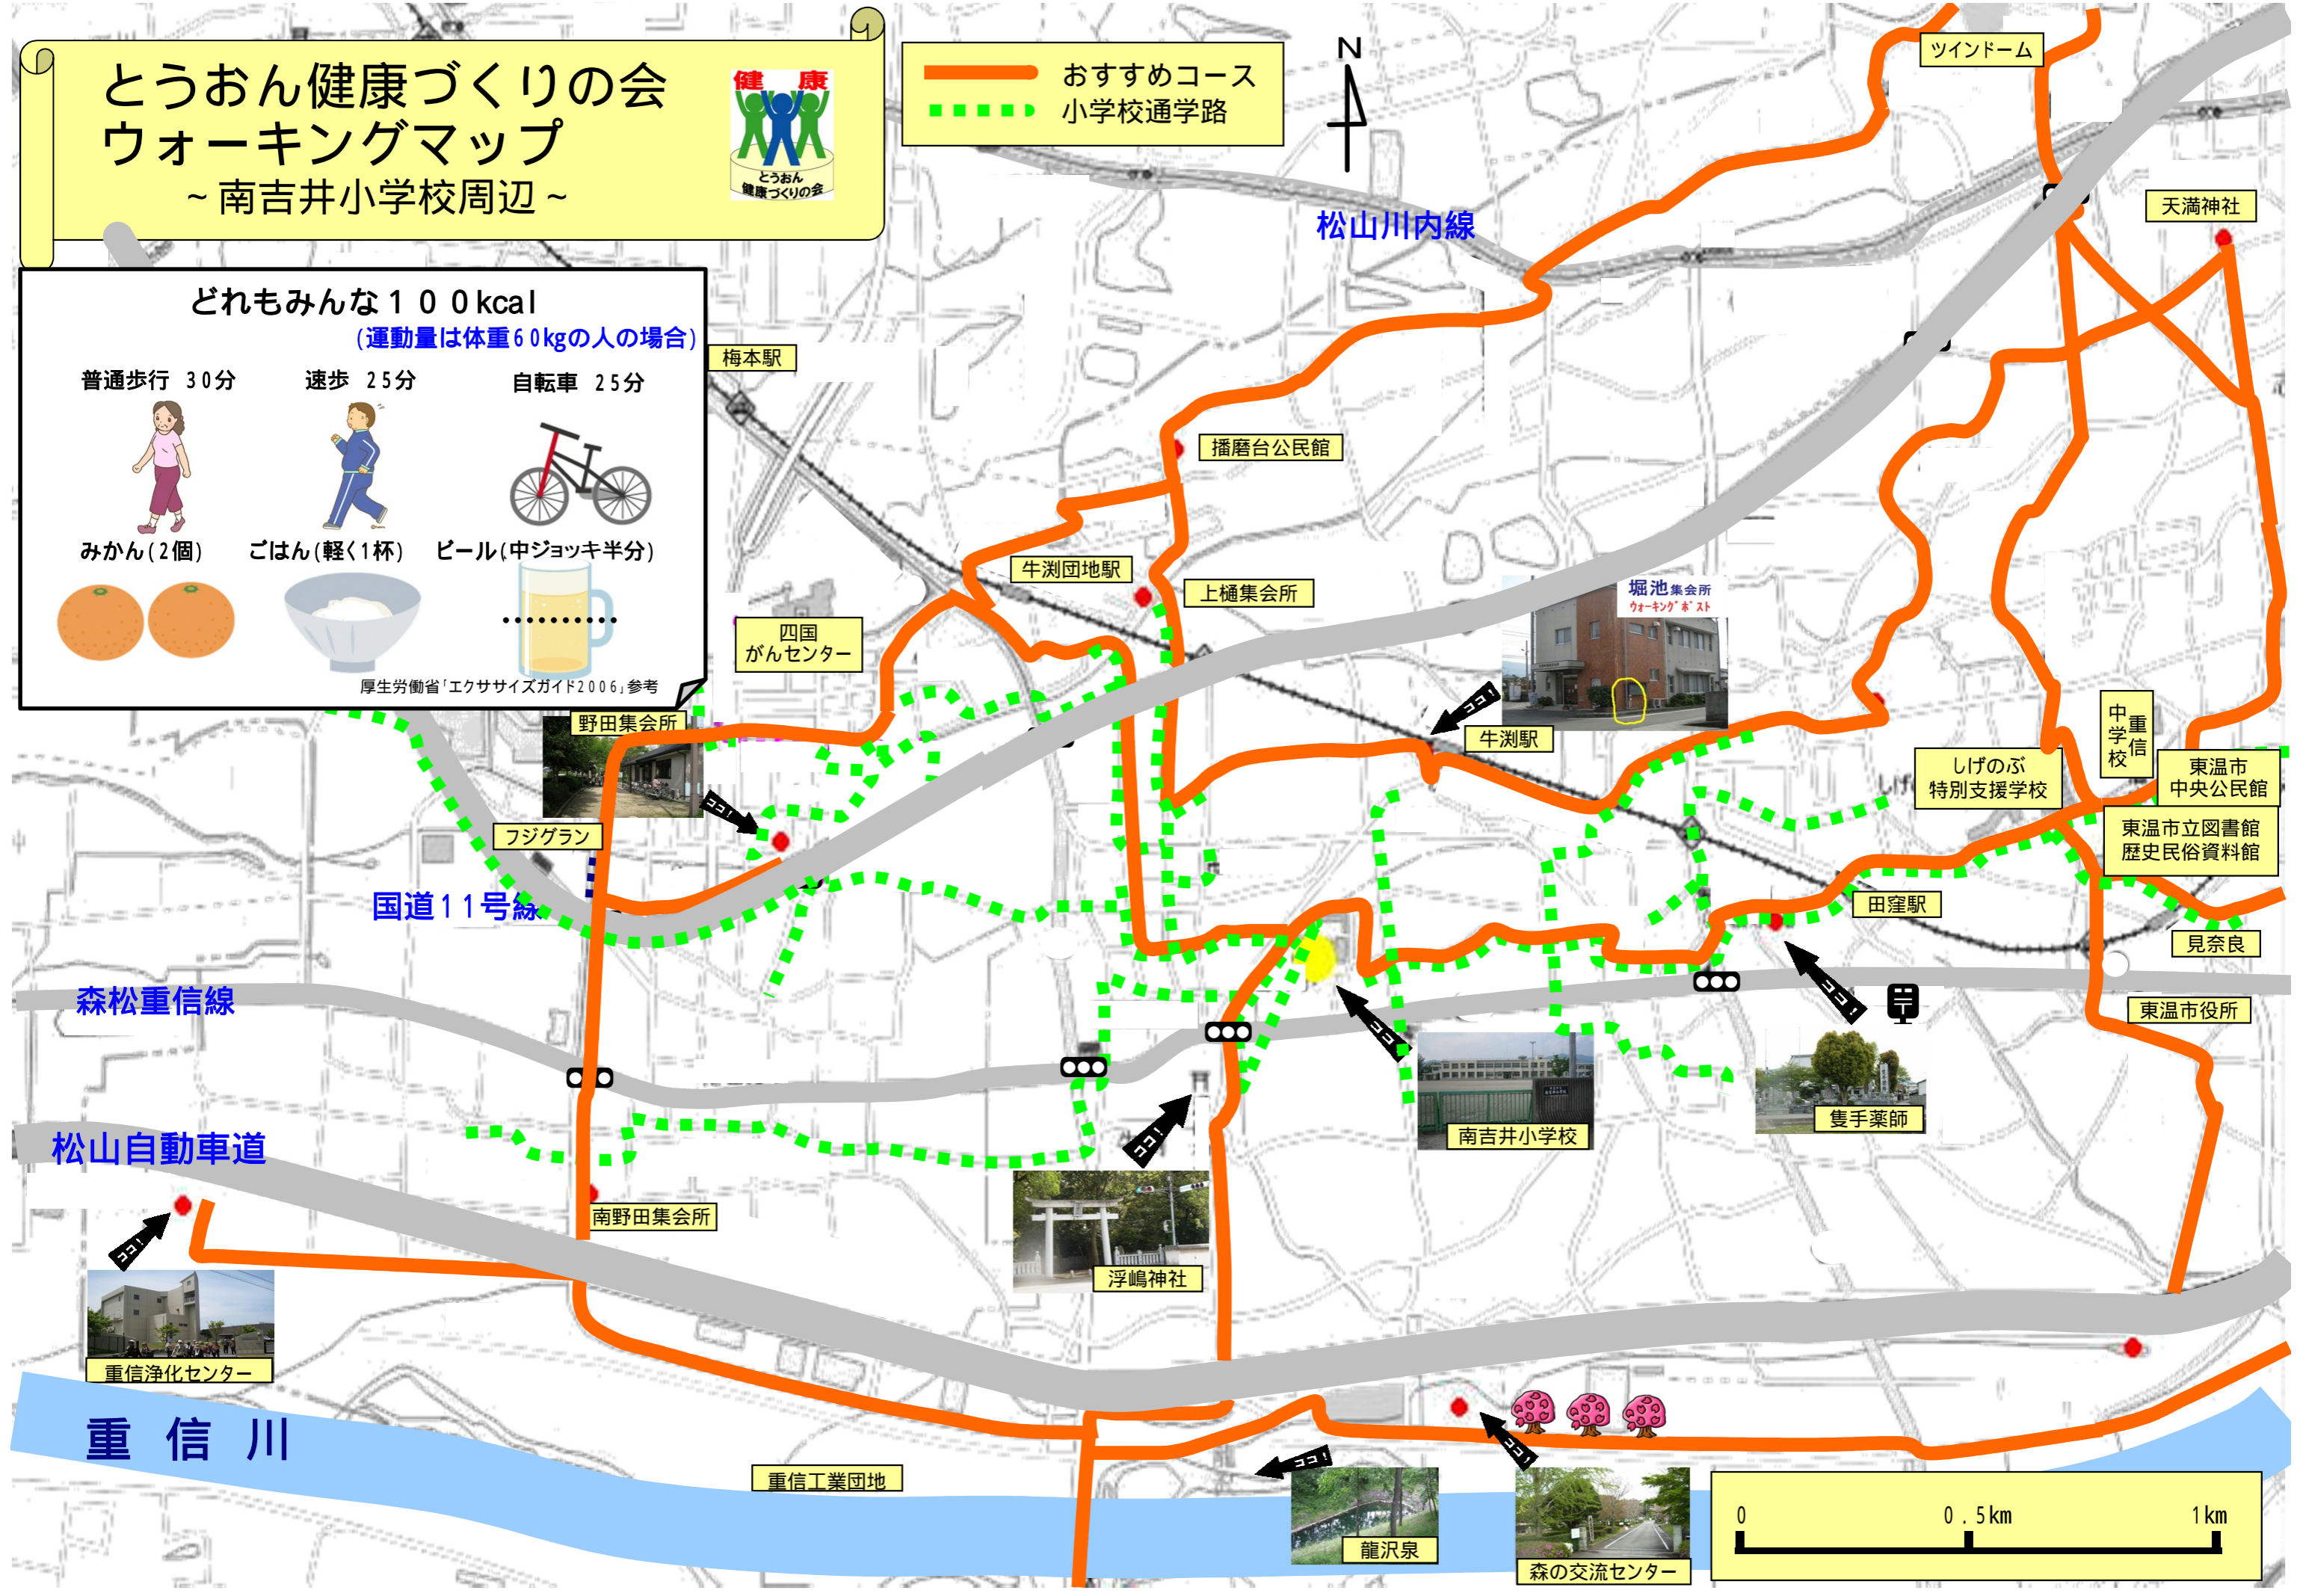 とうおん健康づくりの会
ウォーキングマップ
~南吉井小学校周辺~
健 康
とうおん
健康づくりの会
おすすめコース
小学校通学路
N
ツインドーム
天満神社
松山川内線
どれもみんな100kcal
(運動量は体重60kgの人の場合)
普通歩行 30分
速歩 25分
自転車 25分
みかん(2個)
ごはん(軽く1杯)
ビール(中ジョッキ半分)
厚生労働省「エクササイズガイド2006」参考
梅本駅
播磨台公民館
牛渕団地駅
上樋集会所
四国
がんセンター
堀池集会所
ウォーキングポスト
ココ!
牛渕駅
野田集会所
ココ!
フジグラン
国道11号線
重信
中学校
しげのぶ
特別支援学校
しげ
東温市
中央公民館
東温市立図書館
歴史民俗資料館
田窪駅
見奈良
東温市役所
森松重信線
ココ!
隻手薬師
ココ!
南吉井小学校
ココ!
浮嶋神社
松山自動車道
南野田集会所
ココ!
重信浄化センター
重信川
重信工業団地
ココ!
龍沢泉
ココ!
森の交流センター
0 0.5km 1km